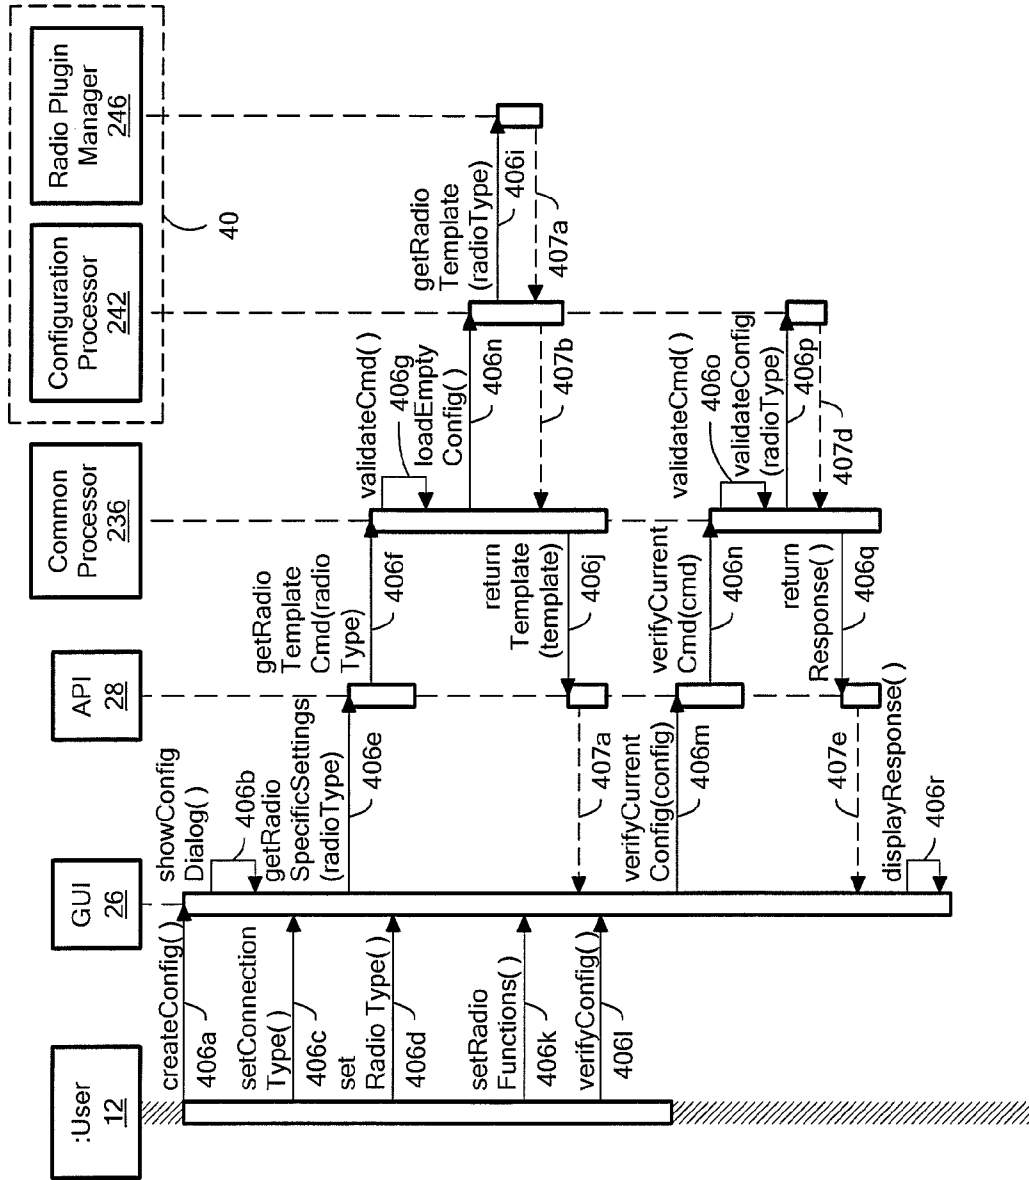 :User
12
GUI
26
API
28
Common
Processor
236
Configuration
Processor
242
Radio Plugin
Manager
246
40
createConfig( )
406a
showConfig
Dialog( )
406b
setConnection
Type( )
406c
set
Radio Type( )
406d
getRadio
SpecificSettings
(radioType)
406e
getRadio
Template
Cmd(radio
Type)
406f
validateCmd( )
406g
loadEmpty
Config( )
406n
getRadio
Template
(radioType)
406i
407a
407b
return
Template
(template)
406j
407a
setRadio
Functions( )
406k
verifyConfig( )
406l
verifyCurrent
Config(config)
406m
verifyCurrent
Cmd(cmd)
406n
validateCmd( )
406o
validateConfig
(radioType)
406p
407d
return
Response( )
406q
407e
displayResponse( )
406r